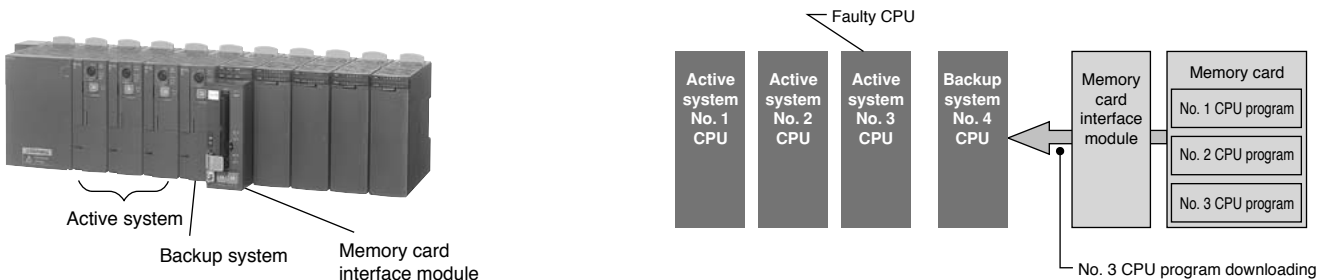 Active system
Backup system
Memory card
interface module
Faulty CPU
Active
system
No. 1
CPU
Active
system
No. 2
CPU
Active
system
No. 3
CPU
Backup
system
No. 4
CPU
Memory
card
interface
module
Memory card
No. 1 CPU program
No. 2 CPU program
No. 3 CPU program
No. 3 CPU program downloading